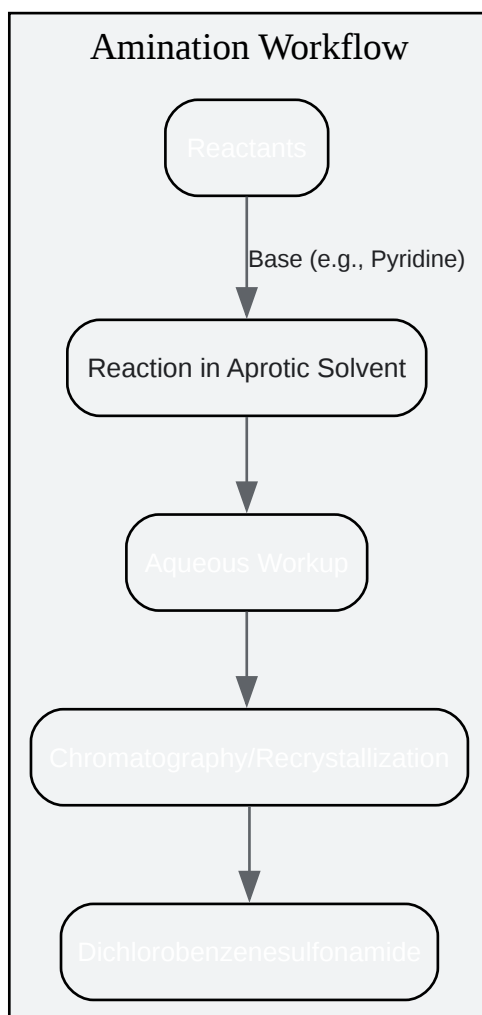 Amination Workflow
Reactants
Base (e.g., Pyridine)
Reaction in Aprotic Solvent
Aqueous Workup
Chromatography/Recrystallization
Dichlorobenzenesulfonamide